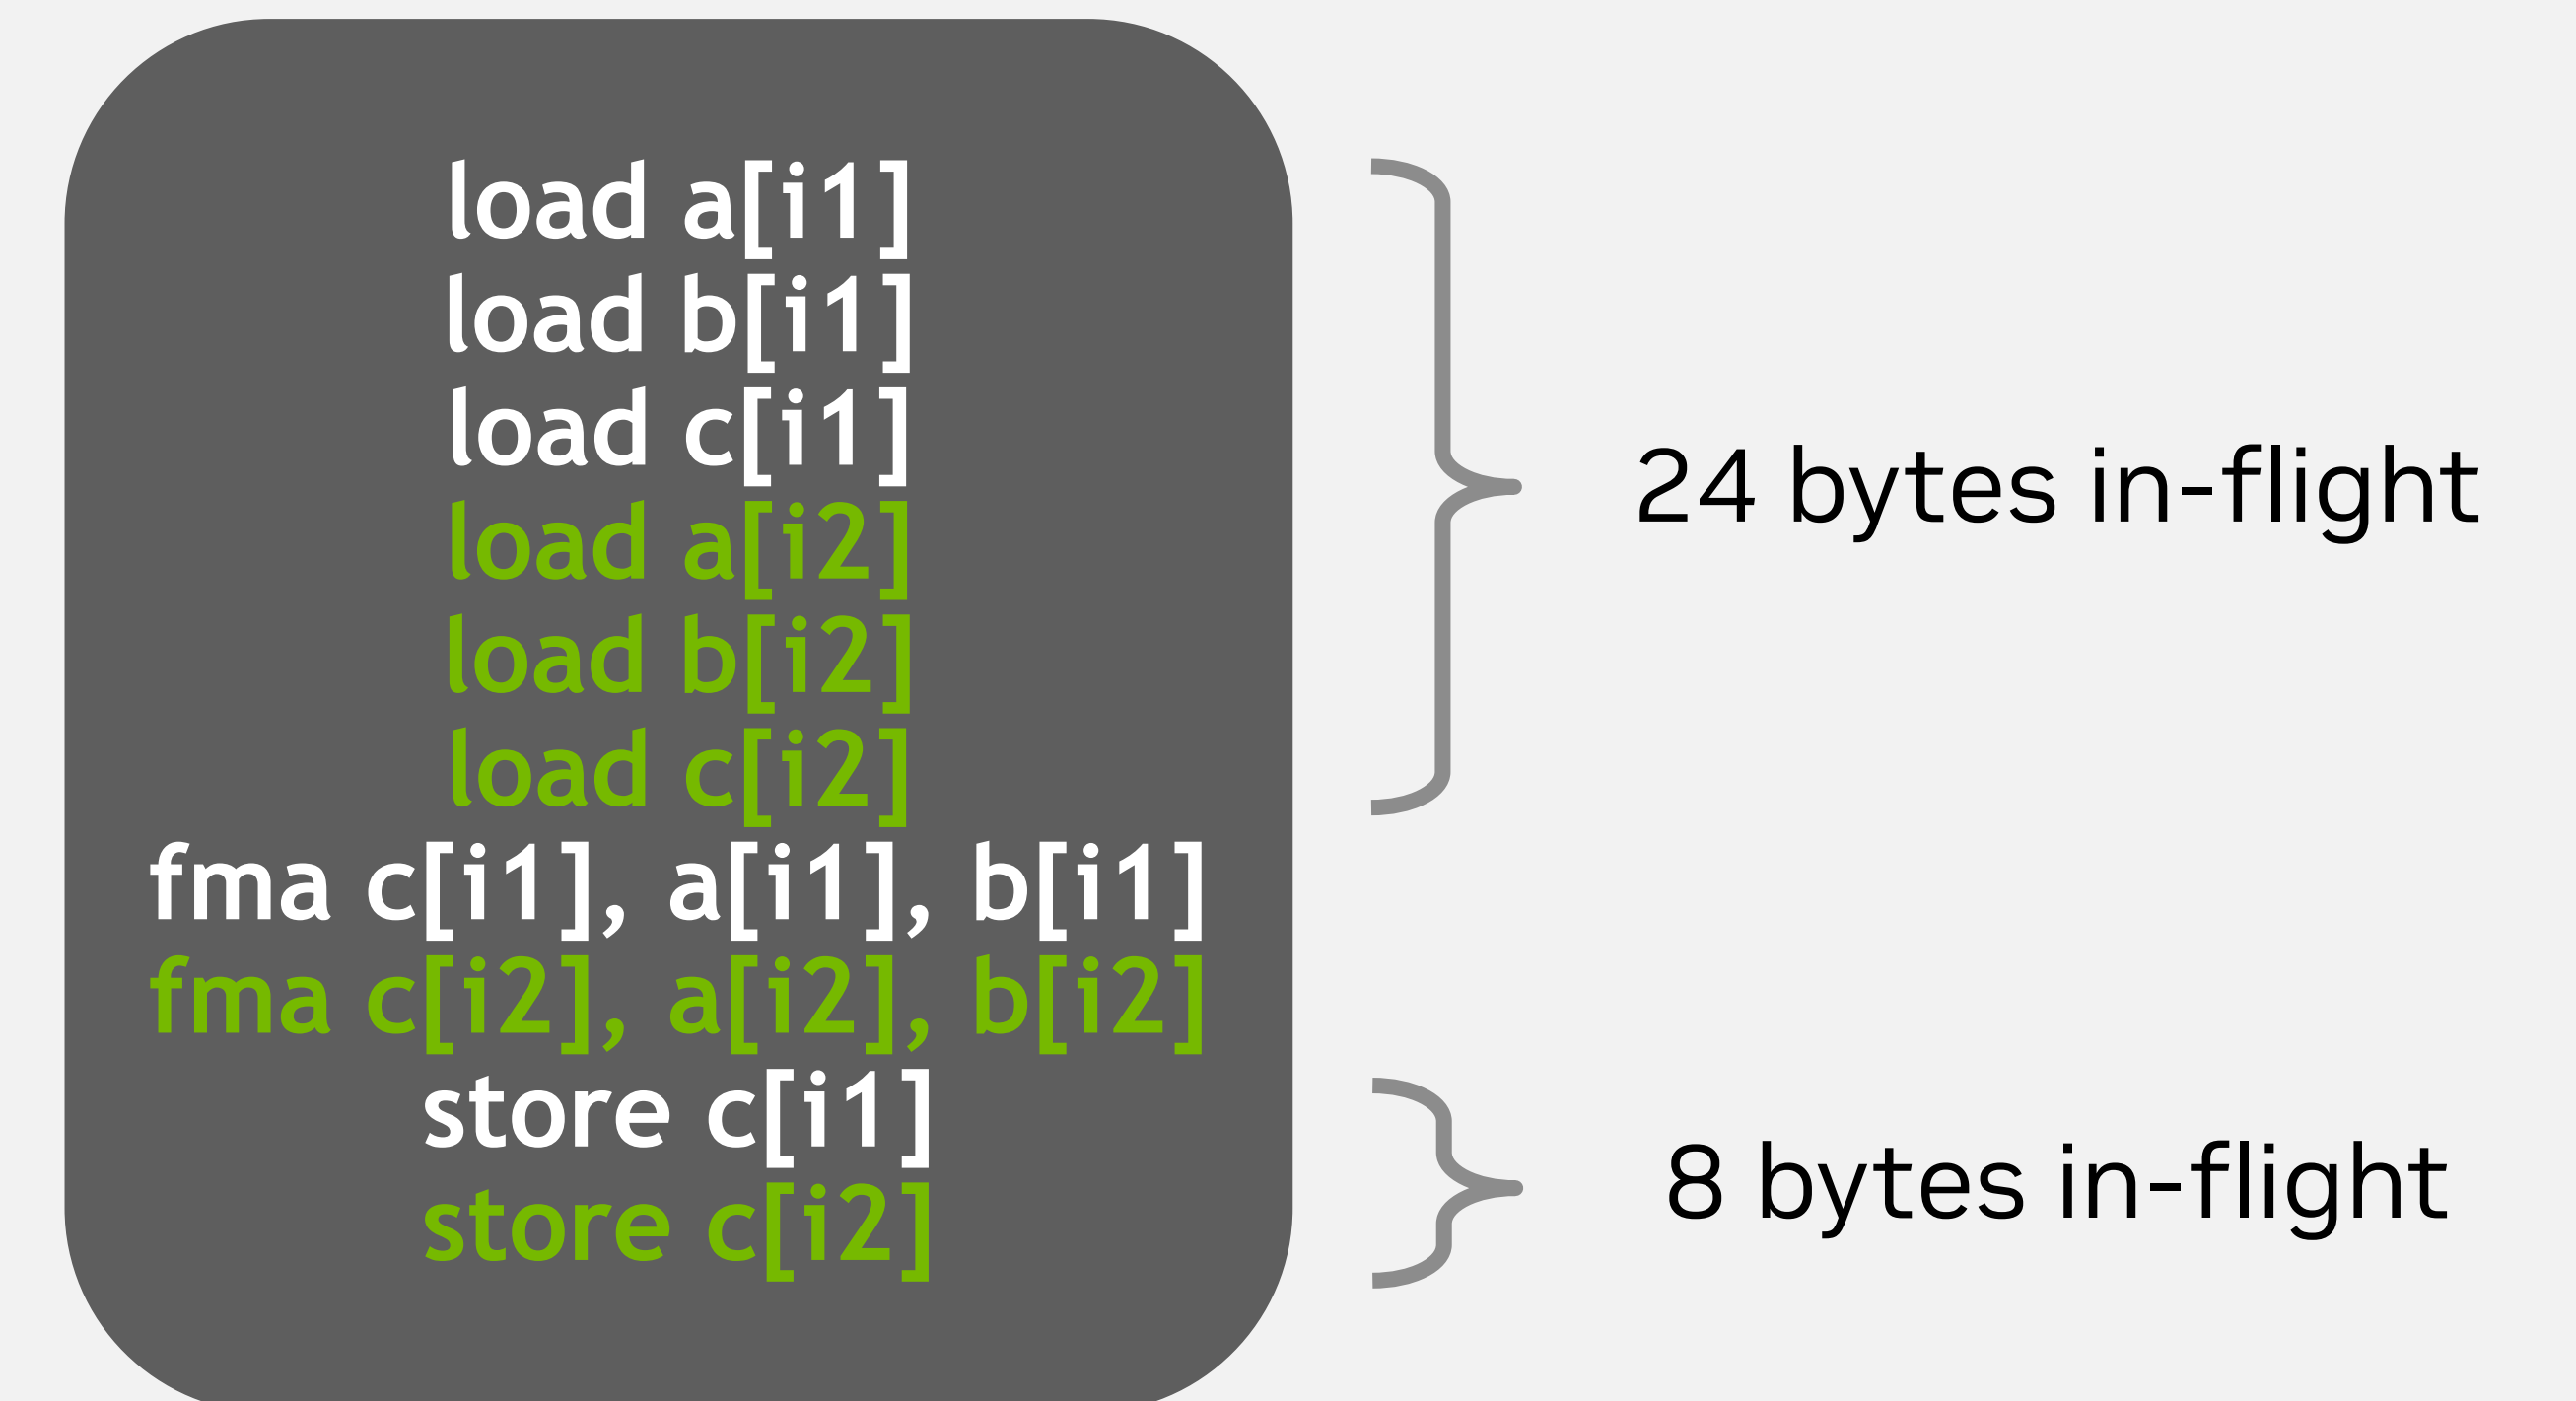 load a[i1]
load b[i1]
load c[i1]
load a[i2]
load b[i2]
load c[i2]
24 bytes in-flight
fma c[i1], a[i1], b[i1]
fma c[i2], a[i2], b[i2]
store c[i1]
store c[i2]
8 bytes in-flight